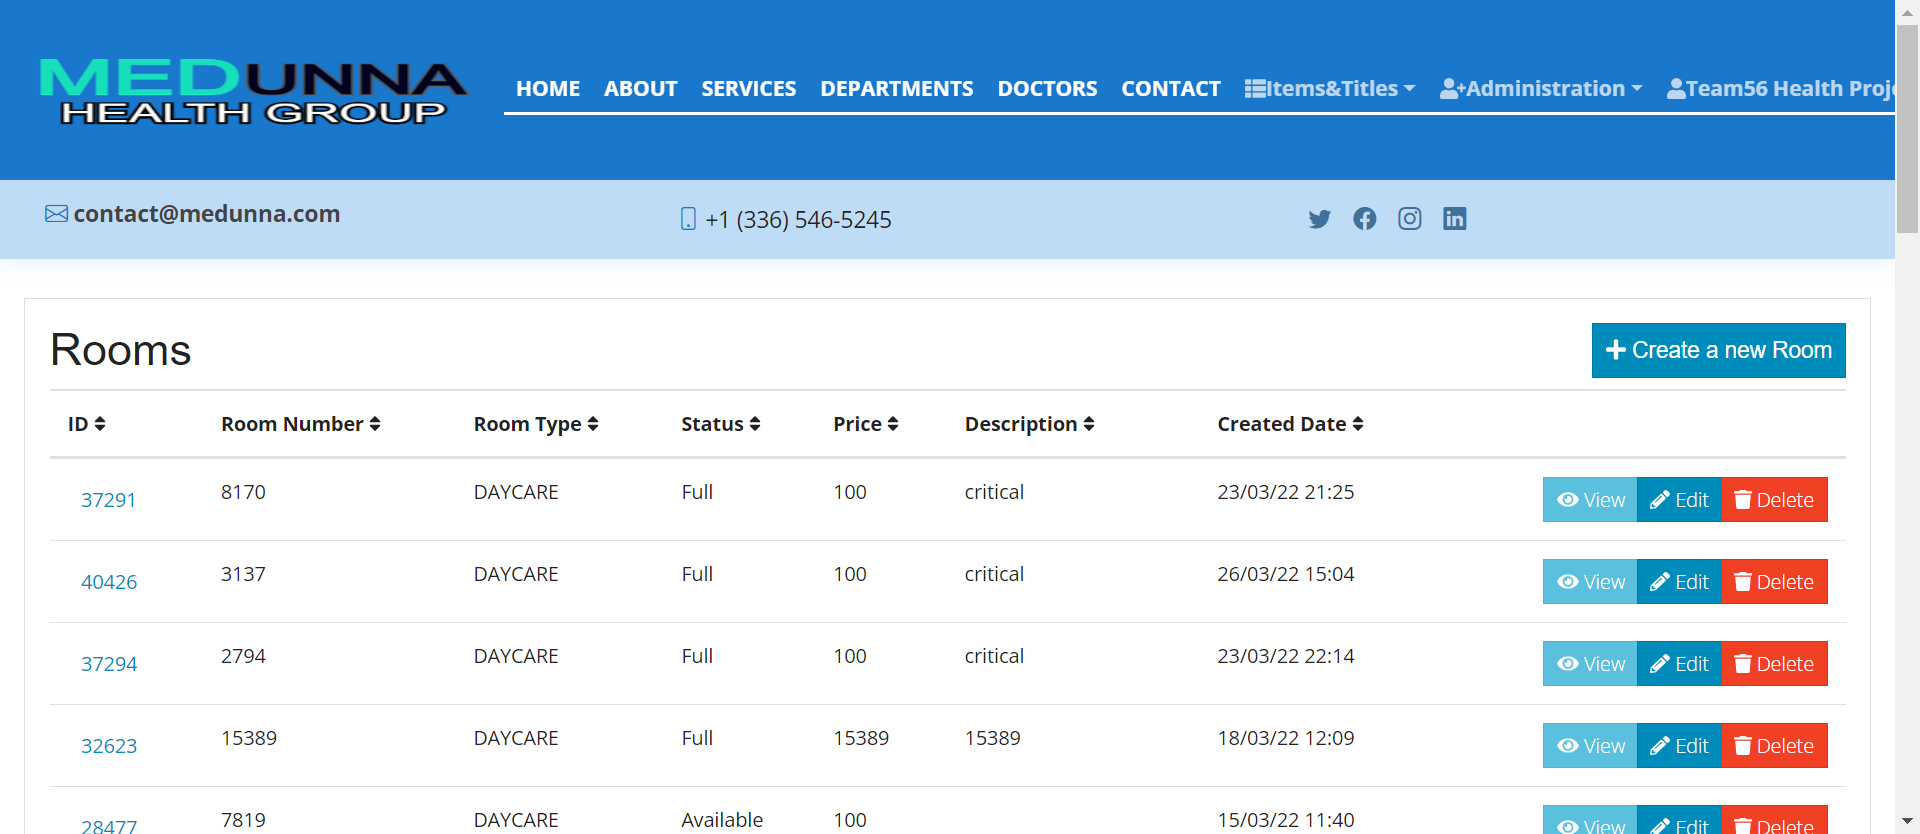 MEDUNNA
HEALTH GROUP
HOME ABOUT SERVICES DEPARTMENTS DOCTORS CONTACT Items&Titles Administration Team56 Health
contact@medunna.com +1 (336) 546-5245
Rooms + Create a new Room
ID Room Number Room Type Status Price Description Created Date
37291 8170 DAYCARE Full 100 critical 23/03/22 21:25 View Edit Delete
40426 3137 DAYCARE Full 100 critical 26/03/22 15:04 View Edit Delete
37294 2794 DAYCARE Full 100 critical 23/03/22 22:14 View Edit Delete
32623 15389 DAYCARE Full 15389 15389 18/03/22 12:09 View Edit Delete
28477 7819 DAYCARE Available 100 15/03/22 11:40 View Edit Delete